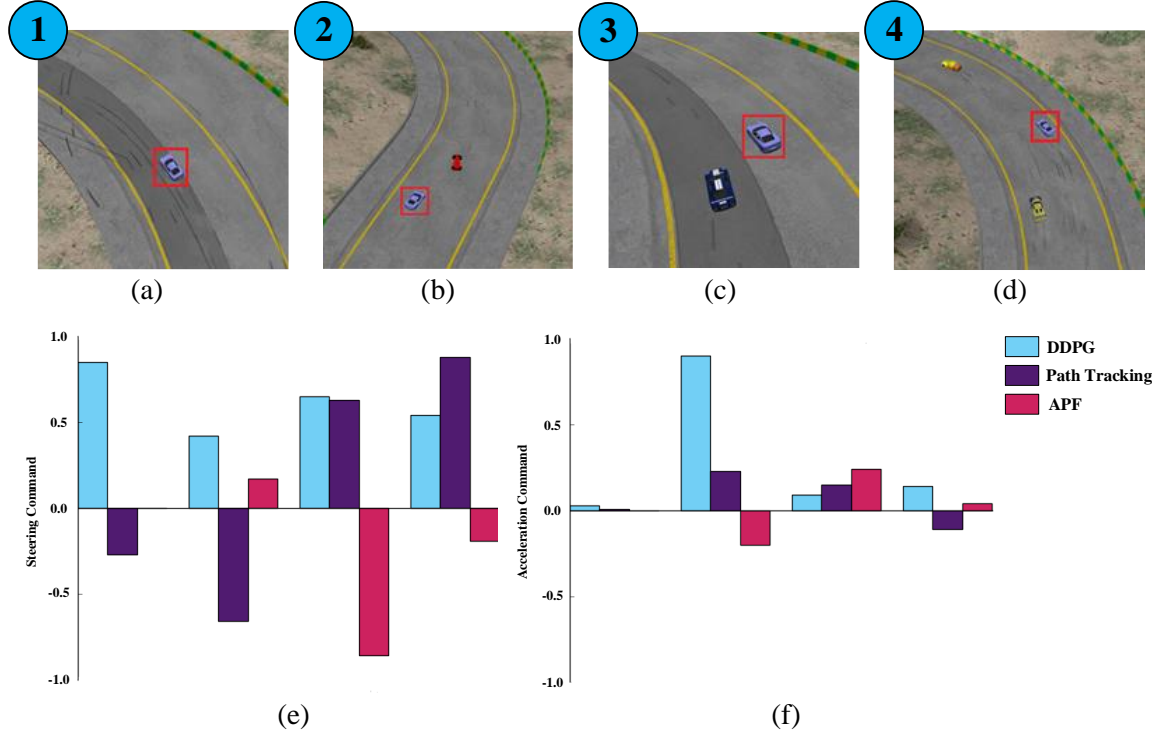 1
2
3
4
(a)
(b)
(c)
(d)
1.0
0.5
0.0
-0.5
-1.0
Steering Command
(e)
1.0
0.5
0.0
-0.5
-1.0
Acceleration Command
(f)
DDPG
Path Tracking
APF